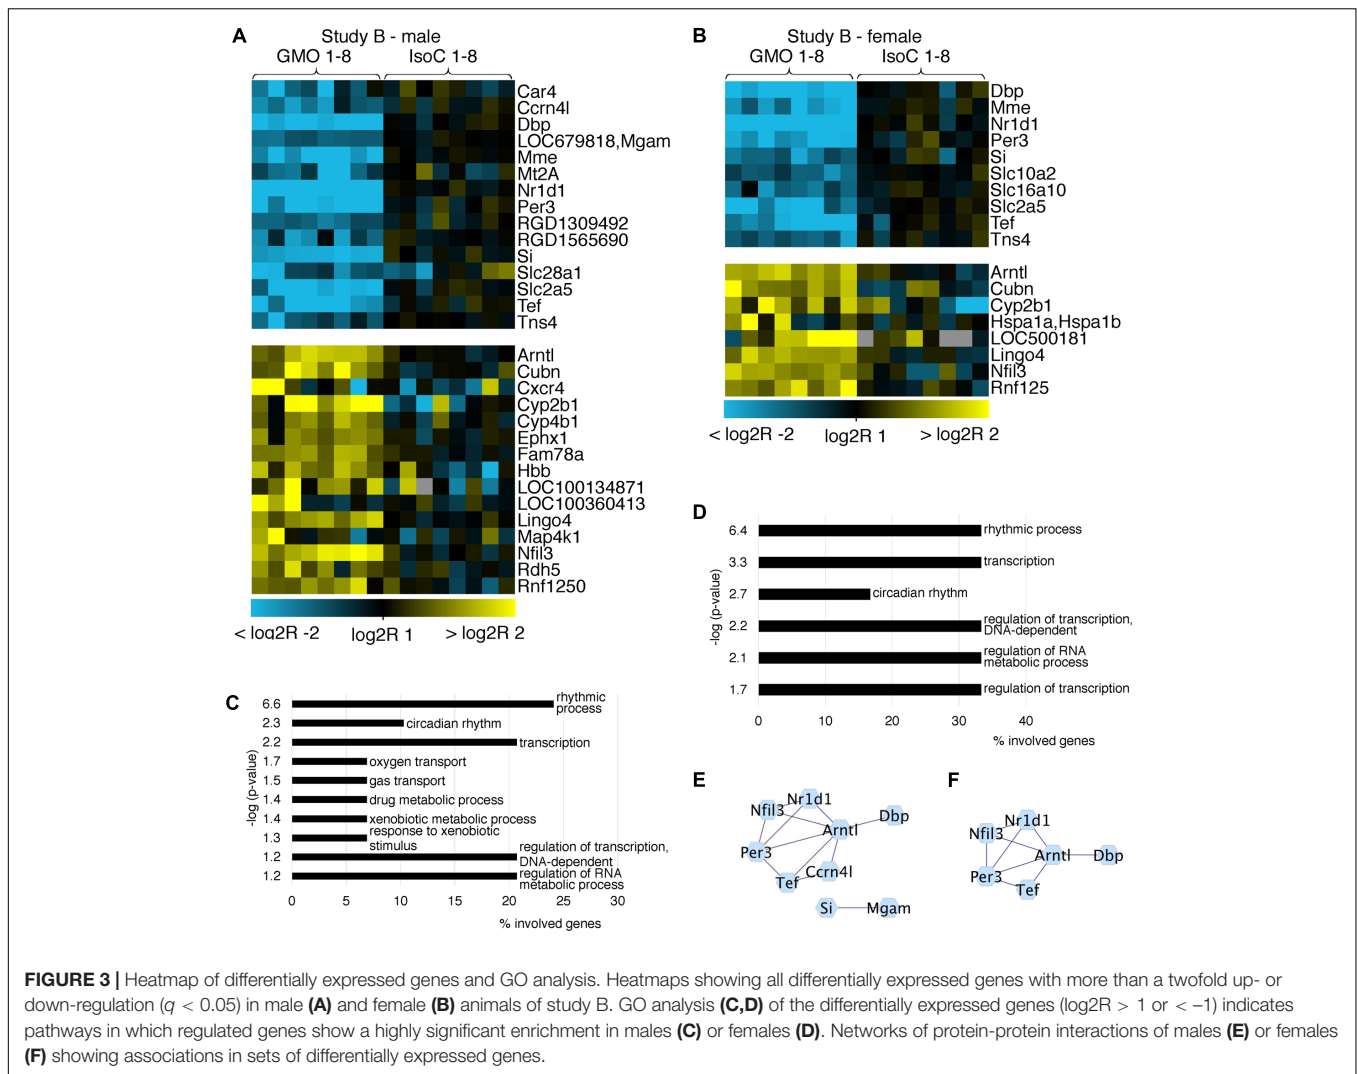 A
Study B - male
GMO 1-8
IsoC 1-8
Car4
Ccrn4l
Dbp
LOC679818,Mgam
Mme
Mt2A
Nr1d1
Per3
RGD1309492
RGD1565690
Si
Slc28a1
Slc2a5
Tef
Tns4
Arntl
Cubn
Cxcr4
Cyp2b1
Cyp4b1
Ephx1
Fam78a
Hbb
LOC100134871
LOC100360413
Lingo4
Map4k1
Nfil3
Rdh5
Rnf1250
< log2R -2
log2R 1
> log2R 2
B
Study B - female
GMO 1-8
IsoC 1-8
Dbp
Mme
Nr1d1
Per3
Si
Slc10a2
Slc16a10
Slc2a5
Tef
Tns4
Arntl
Cubn
Cyp2b1
Hspa1a,Hspa1b
LOC500181
Lingo4
Nfil3
Rnf125
< log2R -2
log2R 1
> log2R 2
C
-log (p-value)
6.6
rhythmic
process
2.3
circadian rhythm
2.2
transcription
1.7
oxygen transport
1.5
gas transport
1.4
drug metabolic process
1.4
xenobiotic metabolic process
1.3
response to xenobiotic
stimulus
1.2
regulation of transcription,
DNA-dependent
1.2
regulation of RNA
metabolic process
0 5 10 15 20 25 30
% involved genes
D
-log (p-value)
6.4
rhythmic process
3.3
transcription
2.7
circadian rhythm
2.2
regulation of transcription,
DNA-dependent
2.1
regulation of RNA
metabolic process
1.7
regulation of transcription
0 10 20 30 40
% involved genes
E
Nr1d1
Nfil3
Dbp
Arntl
Per3
Ccrn4l
Tef
Si
Mgam
F
Nr1d1
Nfil3
Arntl
Dbp
Per3
Tef
FIGURE 3 | Heatmap of differentially expressed genes and GO analysis. Heatmaps showing all differentially expressed genes with more than a twofold up- or
down-regulation (q < 0.05) in male (A) and female (B) animals of study B. GO analysis (C,D) of the differentially expressed genes (log2R > 1 or < −1) indicates
pathways in which regulated genes show a highly significant enrichment in males (C) or females (D). Networks of protein-protein interactions of males (E) or females
(F) showing associations in sets of differentially expressed genes.